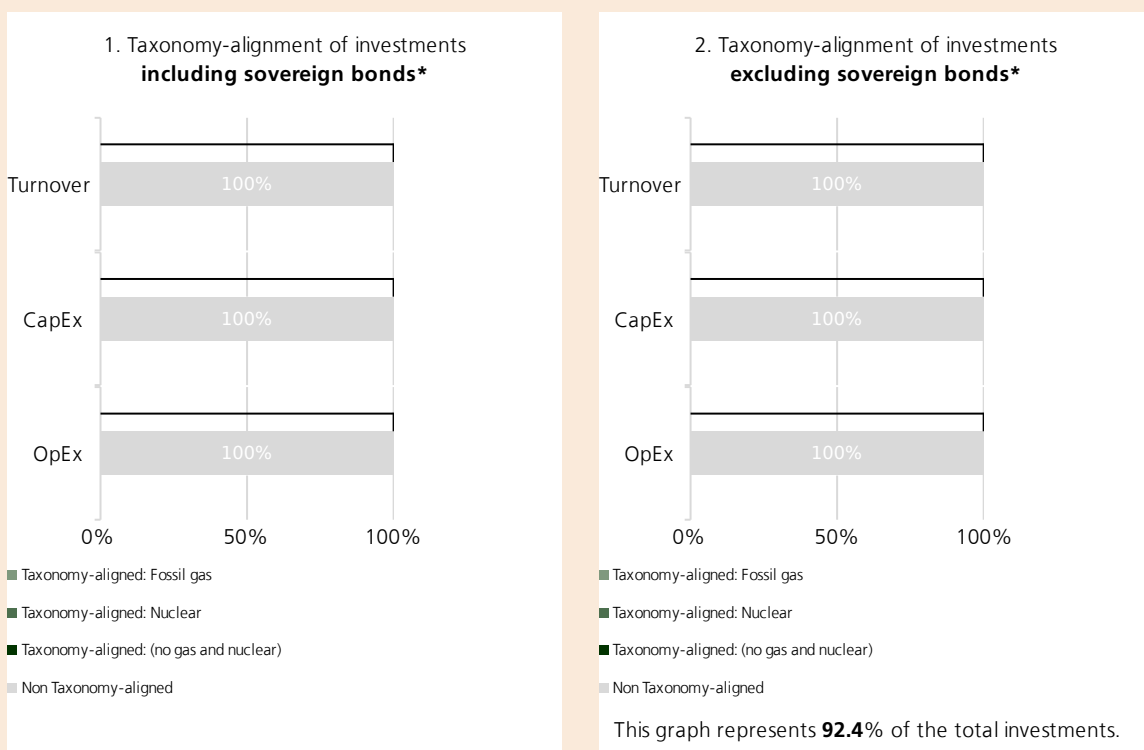 1. Taxonomy-alignment of investments
including sovereign bonds*
Turnover
100%
CapEx
100%
OpEx
100%
0% 50% 100%
Taxonomy-aligned: Fossil gas
Taxonomy-aligned: Nuclear
Taxonomy-aligned: (no gas and nuclear)
Non Taxonomy-aligned
2. Taxonomy-alignment of investments
excluding sovereign bonds*
Turnover
100%
CapEx
100%
OpEx
100%
0% 50% 100%
Taxonomy-aligned: Fossil gas
Taxonomy-aligned: Nuclear
Taxonomy-aligned: (no gas and nuclear)
Non Taxonomy-aligned
This graph represents 92.4% of the total investments.